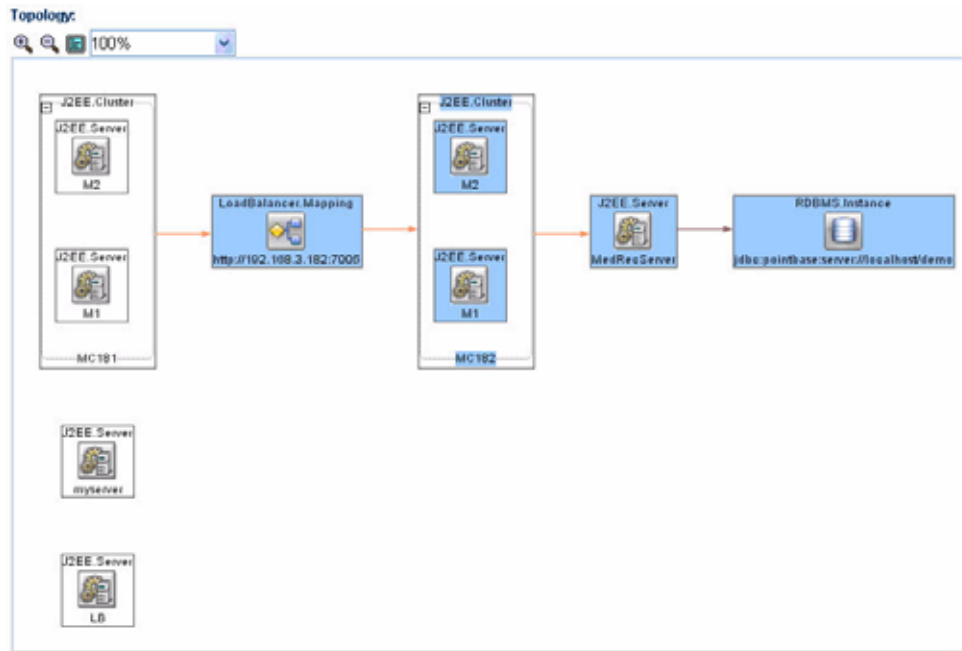 Topology:
100%
J2EE.Cluster
J2EE.Server
M2
J2EE.Server
M1
MC181
LoadBalancer.Mapping
http://192.168.3.182:7006
J2EE.Cluster
J2EE.Server
M2
J2EE.Server
M1
MC182
J2EE.Server
MedRecServer
RDBMS.Instance
jdbc:pointbase:server://localhost/demo
J2EE.Server
myserver
J2EE.Server
LB